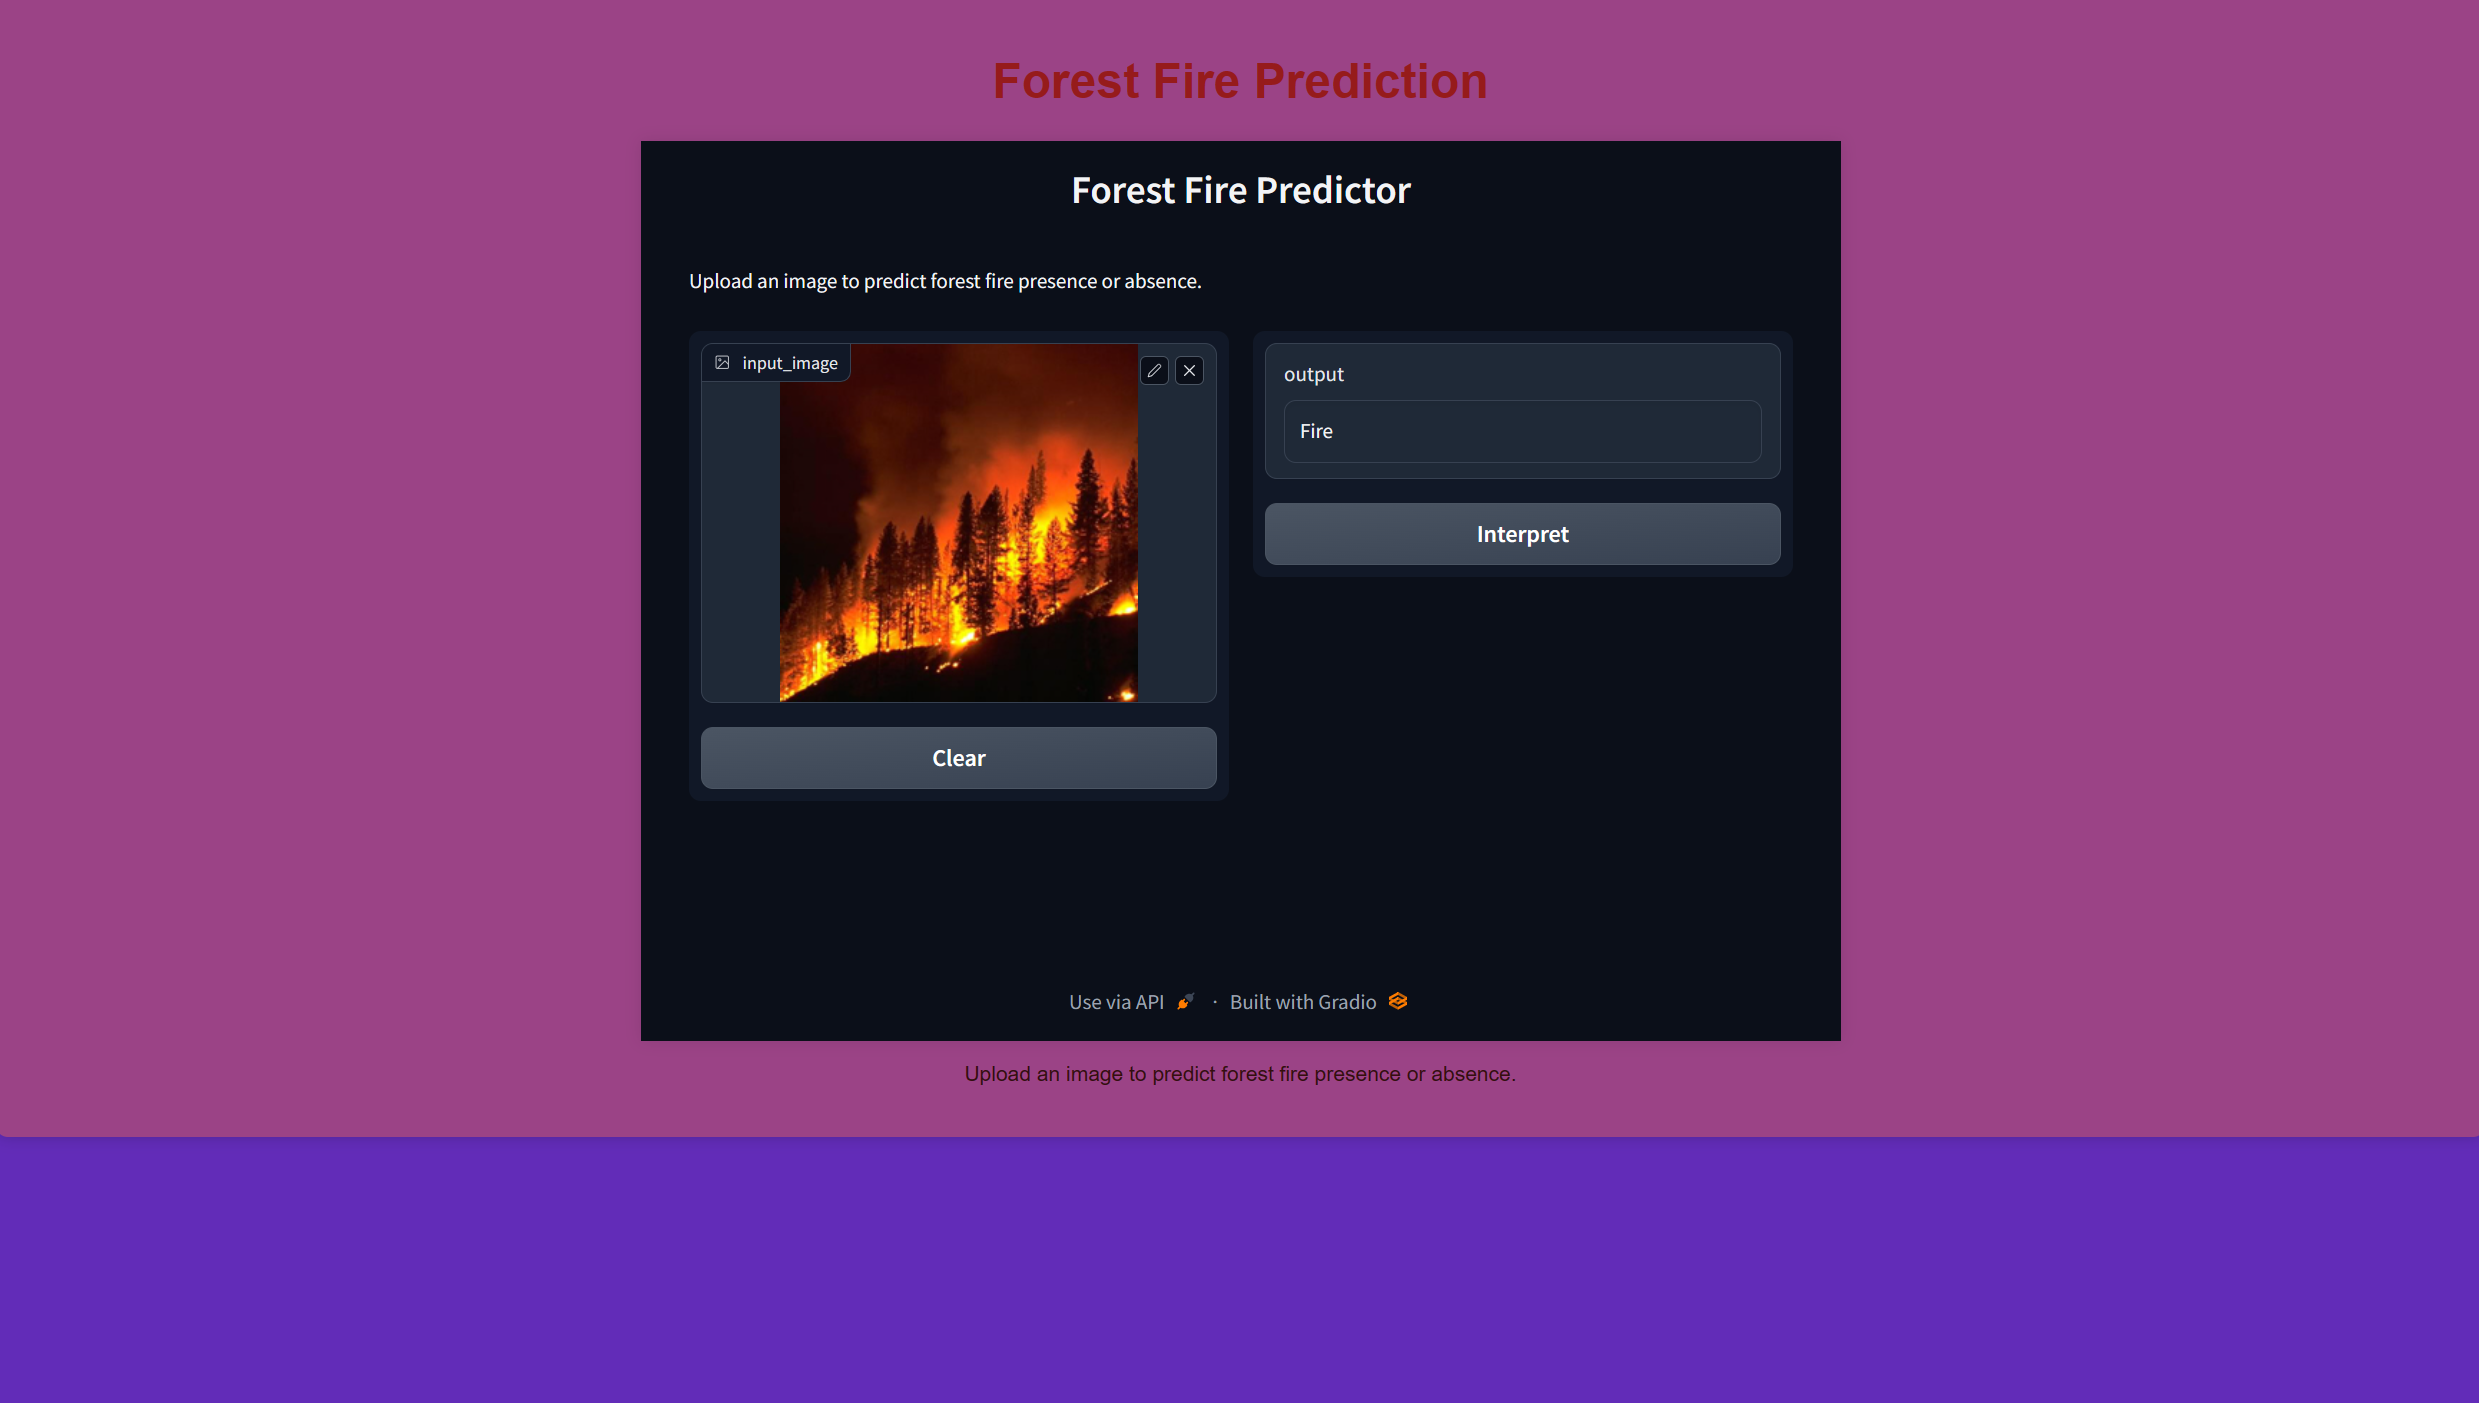 Forest Fire Prediction
Forest Fire Predictor
Upload an image to predict forest fire presence or absence.
input_image
Clear
output
Fire
Interpret
Use via API · Built with Gradio
Upload an image to predict forest fire presence or absence.